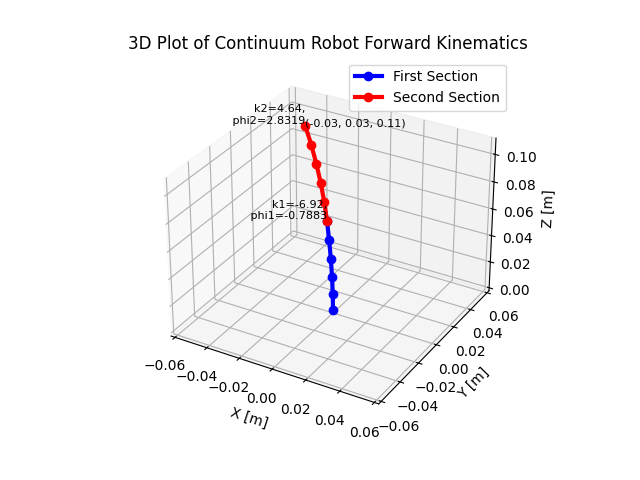 3D Plot of Continuum Robot Forward Kinematics
First Section
Second Section
k2=4.64,
phi2=2.8319
(-0.03, 0.03, 0.11)
k1=-6.92,
phi1=-0.7883
0.10
0.08
0.06
0.04
0.02
0.00
Z [m]
0.06
0.04
0.02
0.00
−0.02
−0.04
−0.06
Y [m]
−0.06
−0.04
−0.02
0.00
0.02
0.04
0.06
X [m]